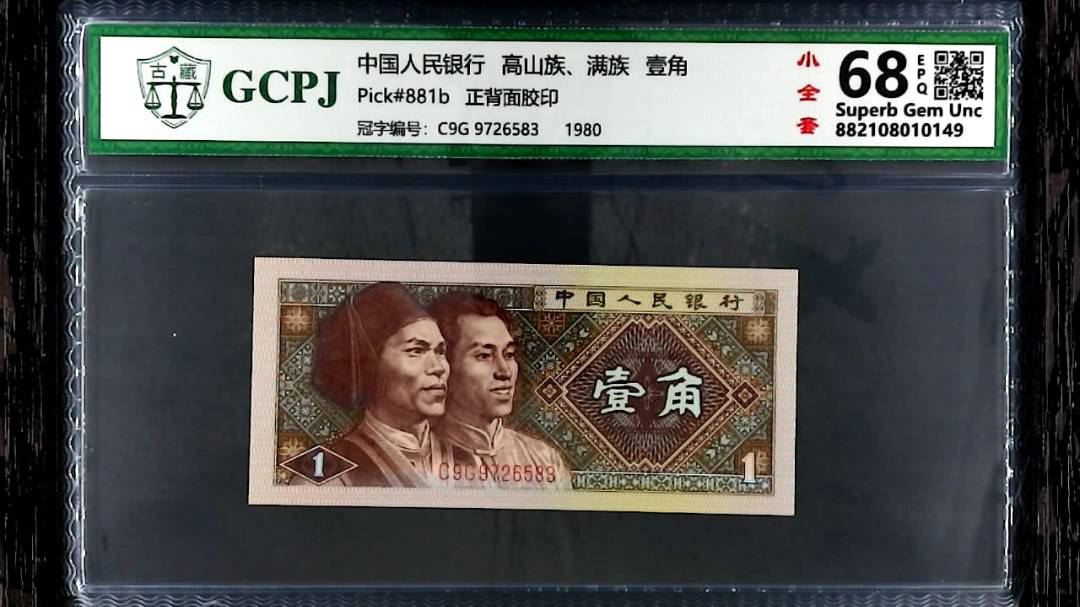 古藏
GCPJ
中国人民银行 高山族、满族 壹角
Pick#881b 正背面胶印
冠字编号: C9G 9726583 1980
小全套
68
EPQ
Superb Gem Unc
882108010149
中国人民银行
壹角
1
C9G9726583
1